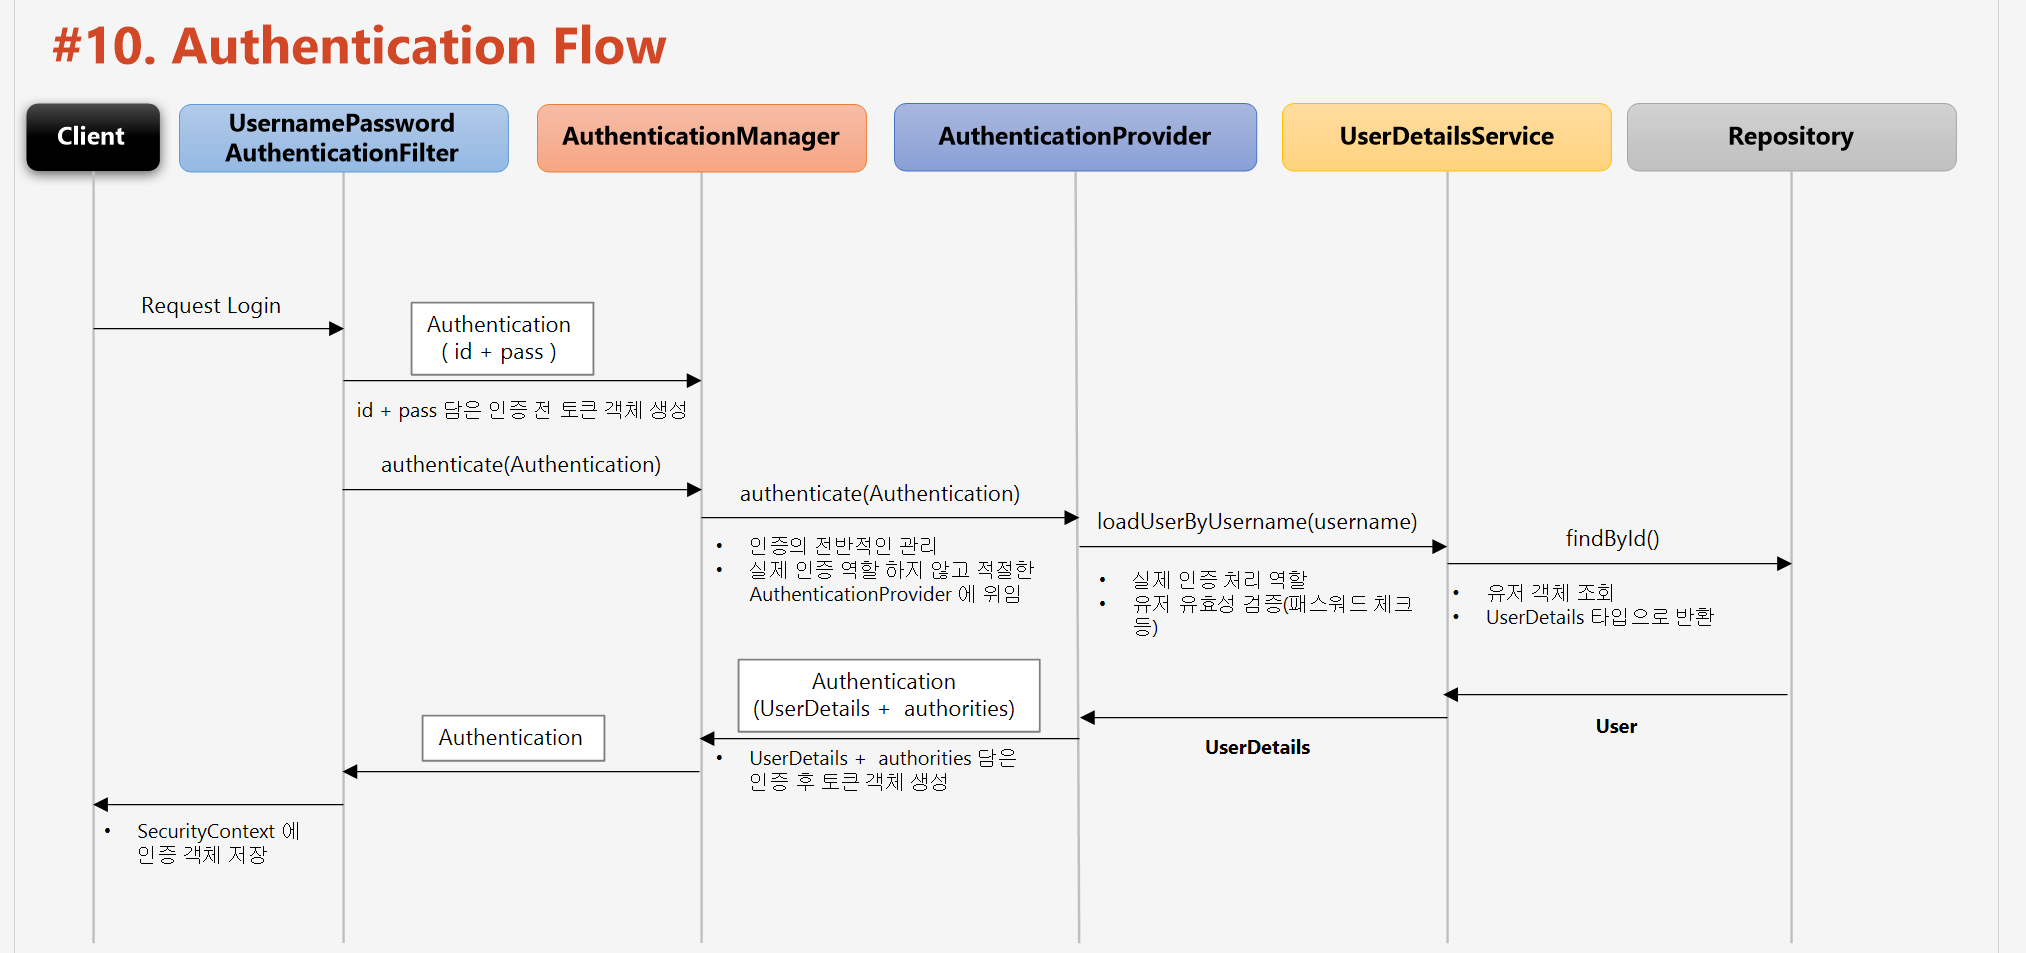 #10. Authentication Flow
Client
UsernamePassword
AuthenticationFilter
AuthenticationManager
AuthenticationProvider
UserDetailsService
Repository
Request Login
Authentication
( id + pass )
id + pass 담은 인증 전 토큰 객체 생성
authenticate(Authentication)
authenticate(Authentication)
• 인증의 전반적인 관리
• 실제 인증 역할 하지 않고 적절한
AuthenticationProvider 에 위임
loadUserByUsername(username)
• 실제 인증 처리 역할
• 유저 유효성 검증(패스워드 체크
등)
findById()
• 유저 객체 조회
• UserDetails 타입으로 반환
User
UserDetails
Authentication
(UserDetails + authorities)
• UserDetails + authorities 담은
인증 후 토큰 객체 생성
Authentication
• SecurityContext 에
인증 객체 저장